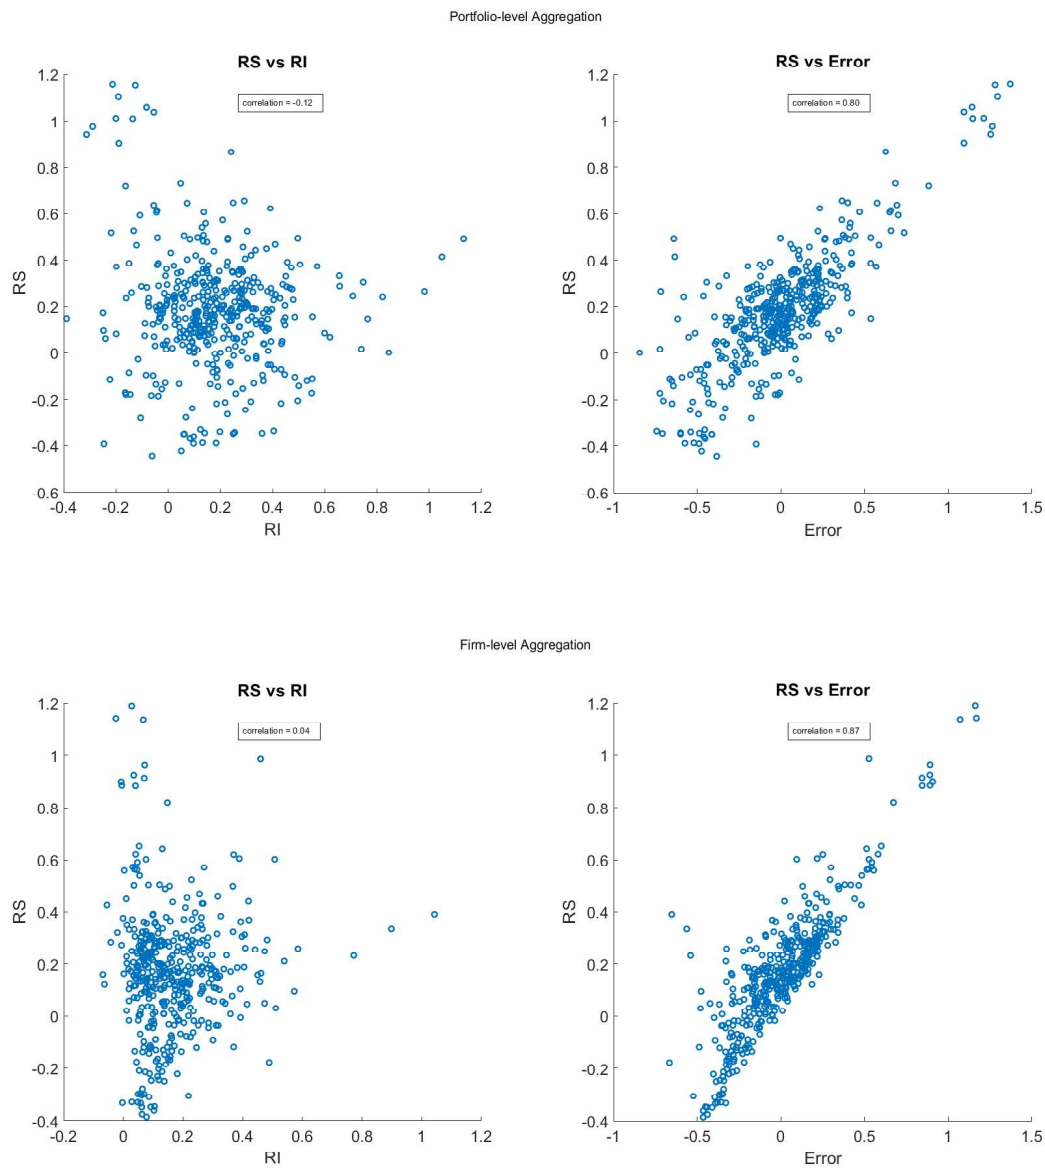 Portfolio-level Aggregation
RS vs RI
correlation = -0.12
1.2
1
0.8
0.6
0.4
0.2
0
-0.2
-0.4
-0.6
RS
-0.4 -0.2 0 0.2 0.4 0.6 0.8 1 1.2
RI
RS vs Error
correlation = 0.80
1.2
1
0.8
0.6
0.4
0.2
0
-0.2
-0.4
-0.6
RS
-1 -0.5 0 0.5 1 1.5
Error
Firm-level Aggregation
RS vs RI
correlation = 0.04
1.2
1
0.8
0.6
0.4
0.2
0
-0.2
-0.4
RS
-0.2 0 0.2 0.4 0.6 0.8 1 1.2
RI
RS vs Error
correlation = 0.87
1.2
1
0.8
0.6
0.4
0.2
0
-0.2
-0.4
RS
-1 -0.5 0 0.5 1 1.5
Error